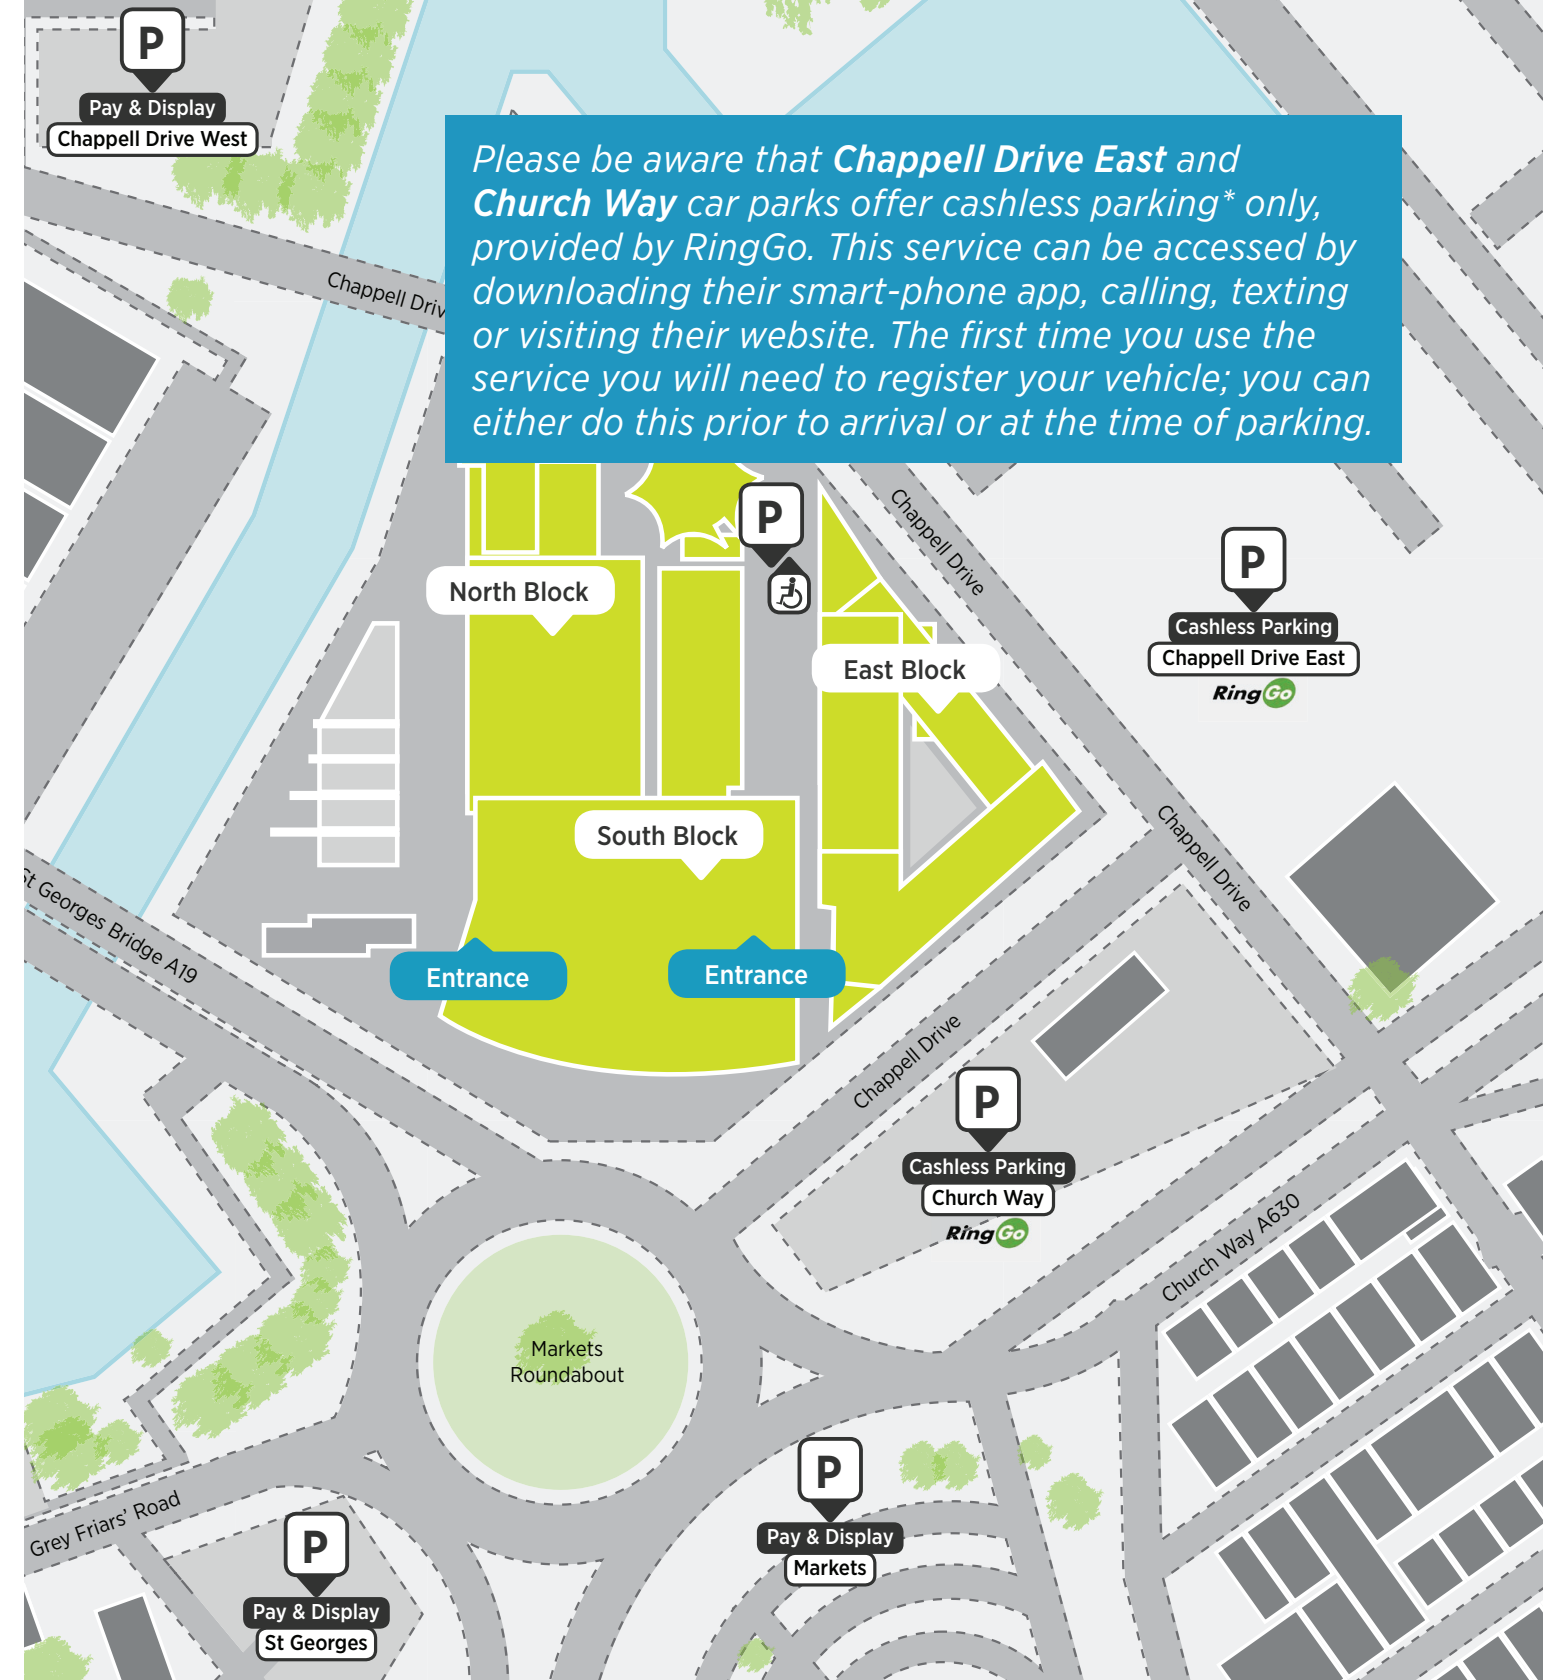 P
Pay & Display
Chappell Drive West
Please be aware that Chappell Drive East and
Church Way car parks offer cashless parking* only,
provided by RingGo. This service can be accessed by
downloading their smart-phone app, calling, texting
or visiting their website. The first time you use the
service you will need to register your vehicle; you can
either do this prior to arrival or at the time of parking.
Chappell Driv
P
Chappell Drive
P
Cashless Parking
Chappell Drive East
RingGo
North Block
East Block
South Block
Chappell Drive
St Georges Bridge A19
Entrance
Entrance
Chappell Drive
P
Cashless Parking
Church Way
RingGo
Church Way A630
Markets
Roundabout
P
Pay & Display
Markets
Grey Friars' Road
P
Pay & Display
St Georges